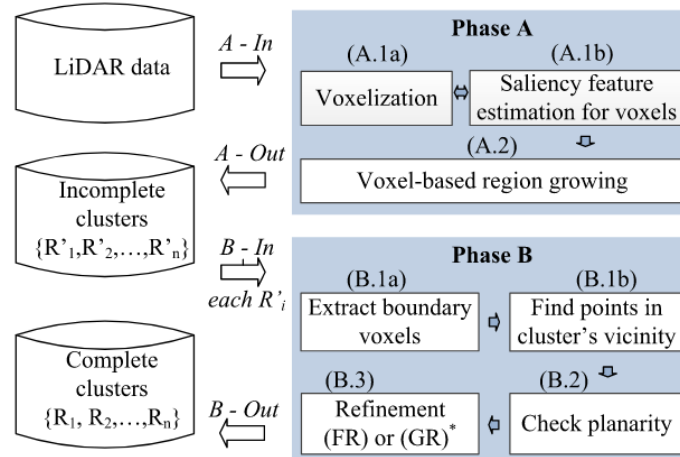 LiDAR data
A - In
Phase A
(A.1a)
(A.1b)
Voxelization
Saliency feature
estimation for voxels
(A.2)
Voxel-based region growing
A - Out
Incomplete
clusters
{R'1,R'2,…,R'n}
B - In
each R'i
Phase B
(B.1a)
(B.1b)
Extract boundary
voxels
Find points in
cluster's vicinity
(B.3)
(B.2)
Refinement
(FR) or (GR)*
Check planarity
B - Out
Complete
clusters
{R1, R2,…,Rn}